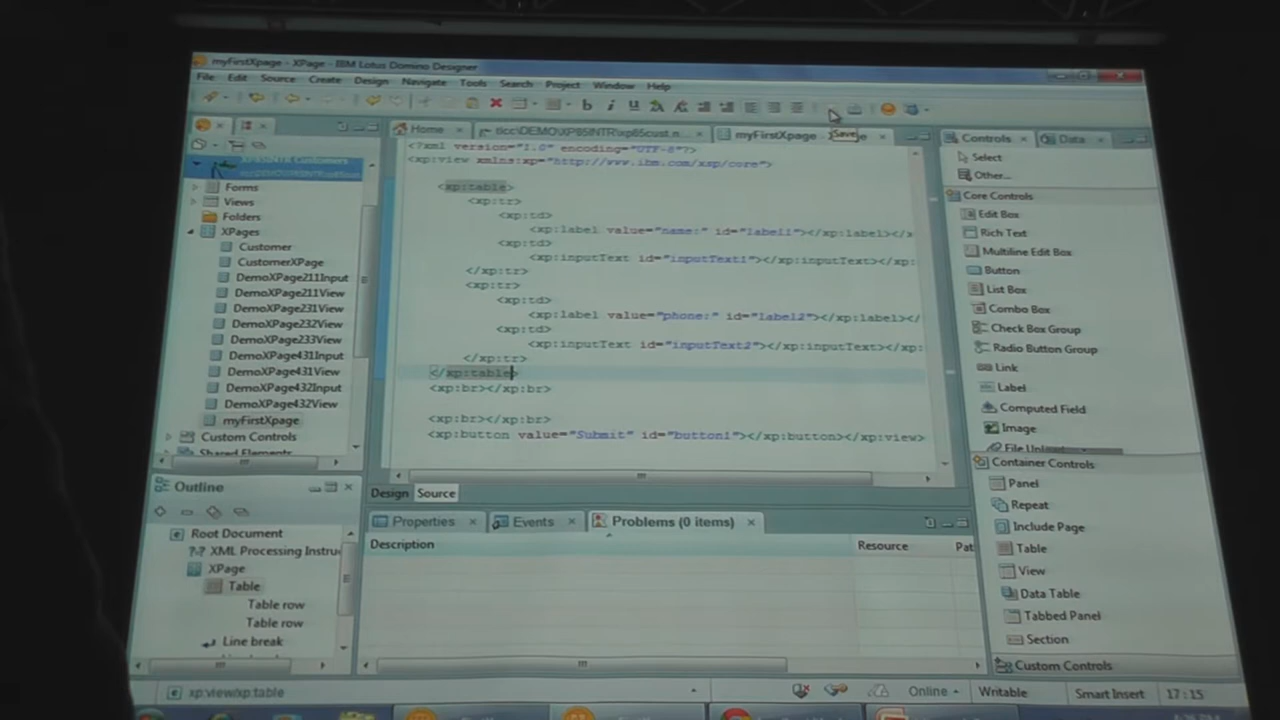 myFirstXpage - XPage - IBM Lotus Domino Designer
File Edit Source Create Design Navigate Tools Search Project Window Help
Home
myFirstXpage
Save
Controls
Data
<?xml version="1.0" encoding="UTF-8"?>
<xp:view xmlns:xp="http://www.ibm.com/xsp/core">
<xp:table>
<xp:tr>
<xp:td>
<xp:label value="name:" id="label1"></xp:label></x
<xp:td>
<xp:inputText id="inputText1"></xp:inputText></xp:
</xp:tr>
<xp:tr>
<xp:td>
<xp:label value="phone:" id="label2"></xp:label></
<xp:td>
<xp:inputText id="inputText2"></xp:inputText></xp:
</xp:tr>
</xp:table>
<xp:br></xp:br>
<xp:br></xp:br>
<xp:button value="Submit" id="button1"></xp:button></xp:view>
Design Source
Forms
Views
Folders
XPages
Customer
CustomerXPage
DemoXPage211Input
DemoXPage211View
DemoXPage231View
DemoXPage232View
DemoXPage233View
DemoXPage431Input
DemoXPage431View
DemoXPage432Input
DemoXPage432View
myFirstXpage
Custom Controls
Shared Elements
Outline
Root Document
XML Processing Instru
XPage
Table
Table row
Table row
Line break
Properties
Events
Problems (0 items)
Description
Resource
Pat
Select
Other...
Core Controls
Edit Box
Rich Text
Multiline Edit Box
Button
List Box
Combo Box
Check Box Group
Radio Button Group
Link
Label
Computed Field
Image
Container Controls
Panel
Repeat
Include Page
Table
View
Data Table
Tabbed Panel
Section
Custom Controls
xp:view/xp:table
Online
Writable
Smart Insert
17:15